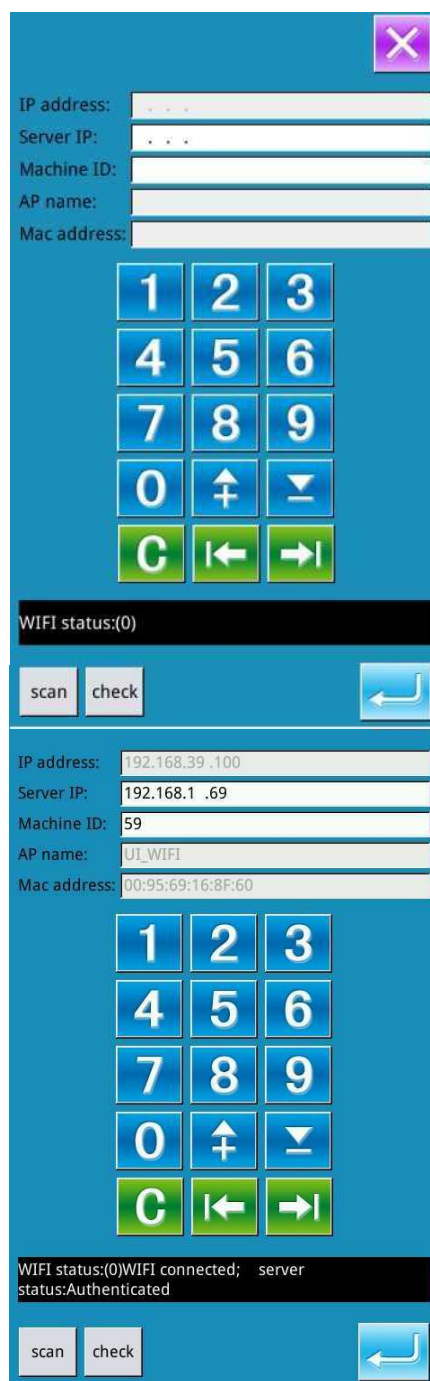 IP address: . . .
Server IP: . . .
Machine ID:
AP name:
Mac address:
1 2 3
4 5 6
7 8 9
0
C
WIFI status:(0)
scan check
IP address: 192.168.39 .100
Server IP: 192.168.1 .69
Machine ID: 59
AP name: UI_WIFI
Mac address: 00:95:69:16:8F:60
1 2 3
4 5 6
7 8 9
0
C
WIFI status:(0)WIFI connected; server
status:Authenticated
scan check